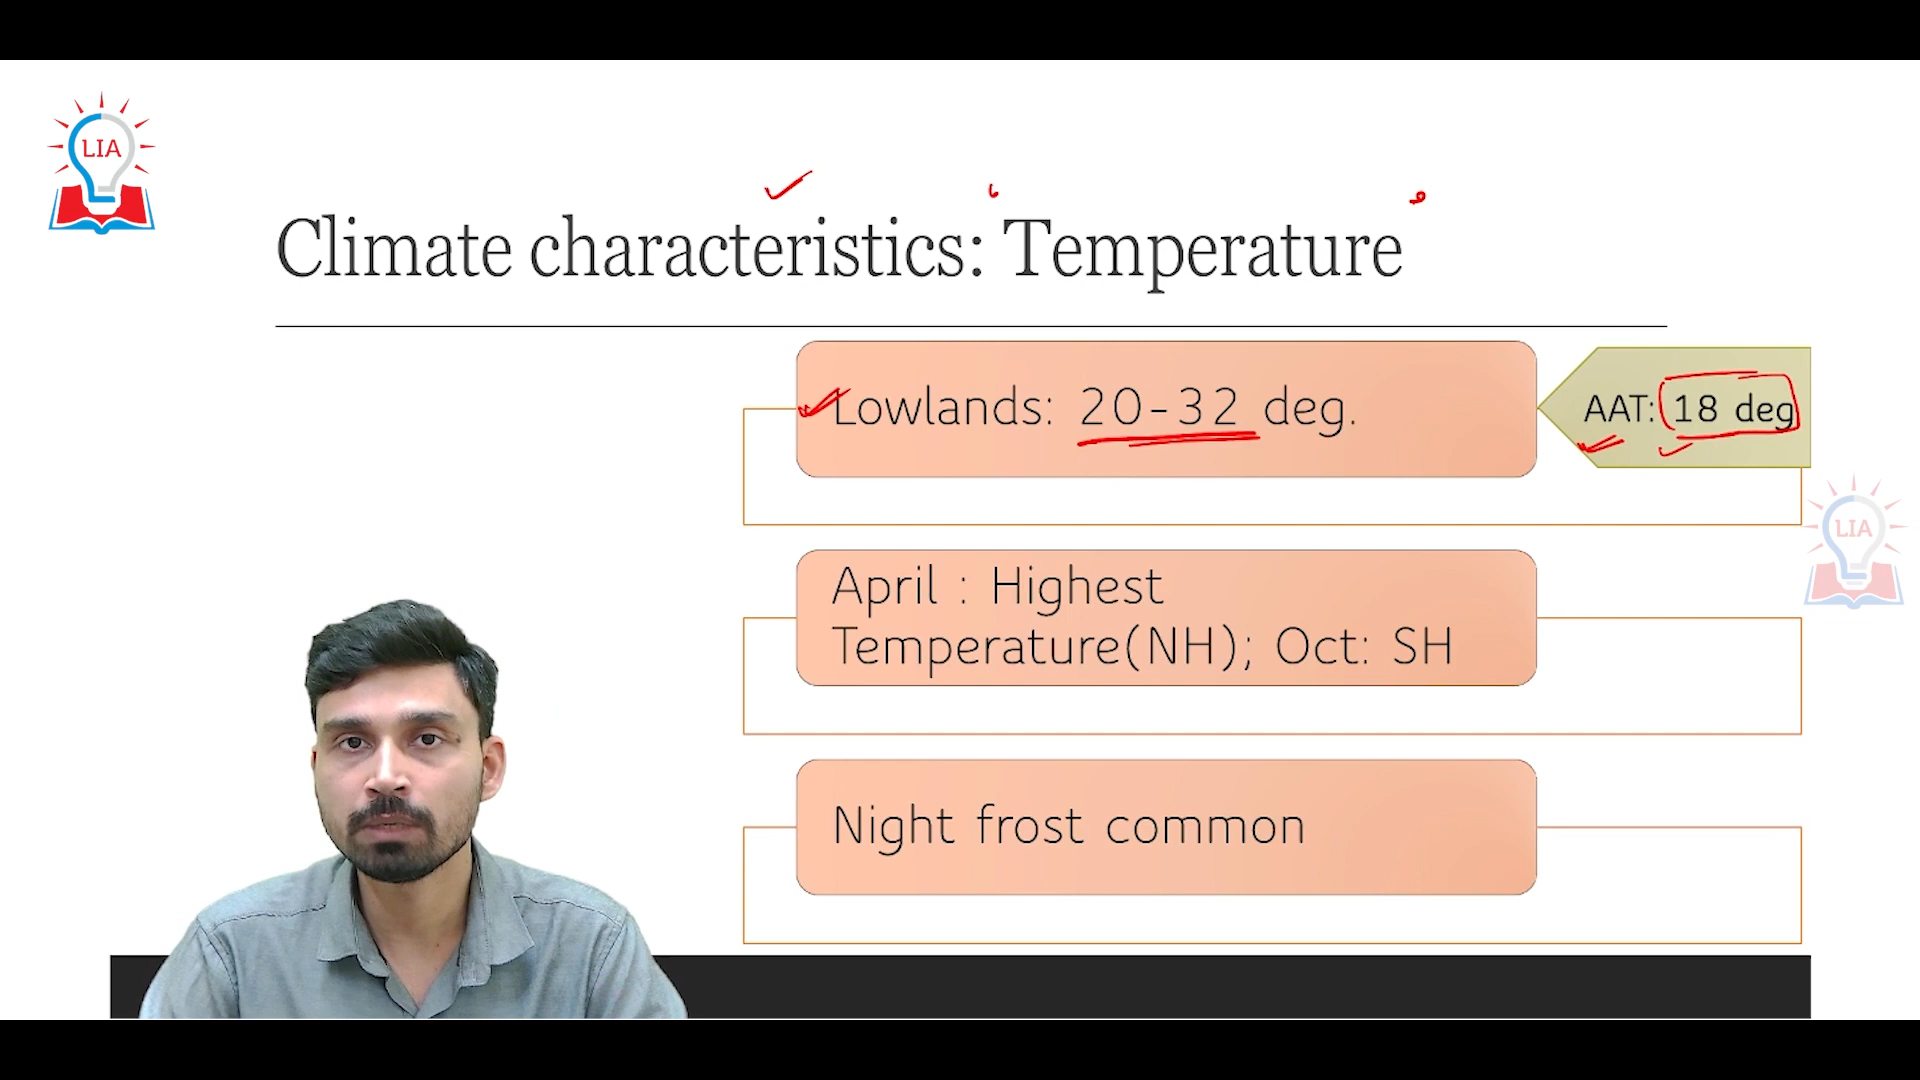 LIA
Climate characteristics: Temperature
Lowlands: 20-32 deg.
AAT: 18 deg
LIA
April : Highest
Temperature(NH); Oct: SH
Night frost common